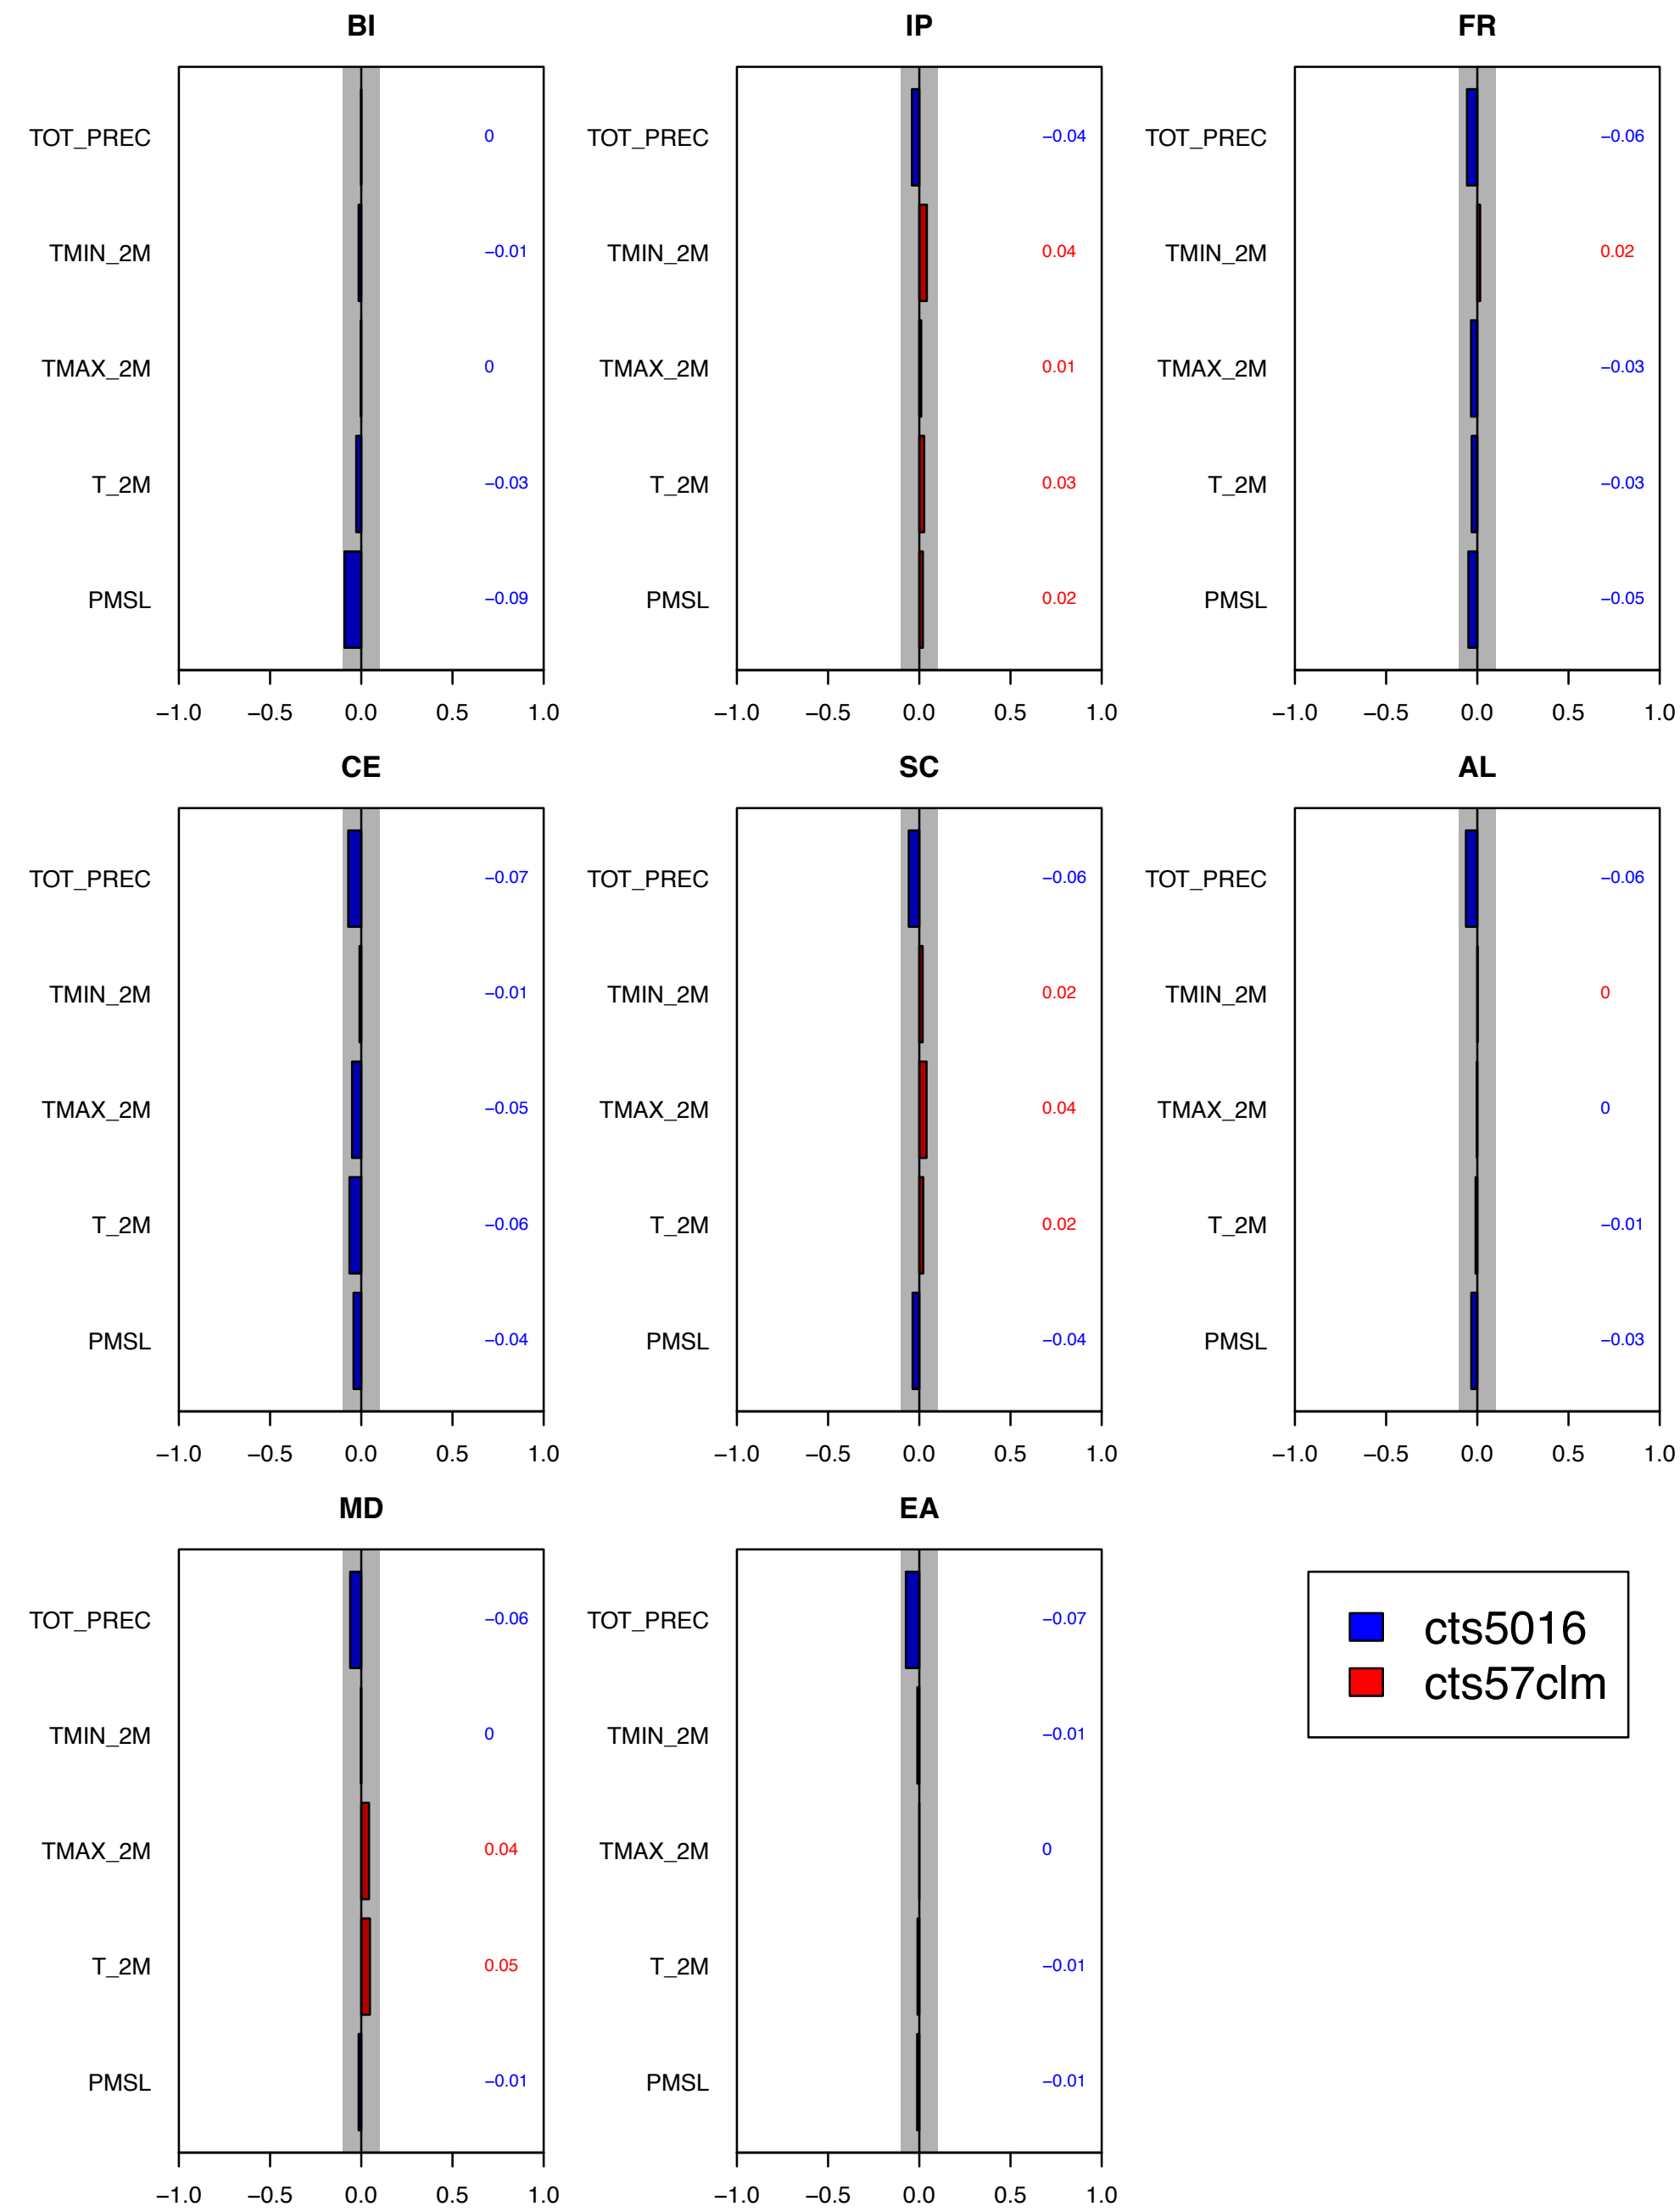 BI IP FR
TOT_PREC 0 TOT_PREC −0.04 TOT_PREC −0.06
TMIN_2M −0.01 TMIN_2M 0.04 TMIN_2M 0.02
TMAX_2M 0 TMAX_2M 0.01 TMAX_2M −0.03
T_2M −0.03 T_2M 0.03 T_2M −0.03
PMSL −0.09 PMSL 0.02 PMSL −0.05
−1.0 −0.5 0.0 0.5 1.0 −1.0 −0.5 0.0 0.5 1.0 −1.0 −0.5 0.0 0.5 1.0
CE SC AL
TOT_PREC −0.07 TOT_PREC −0.06 TOT_PREC −0.06
TMIN_2M −0.01 TMIN_2M 0.02 TMIN_2M 0
TMAX_2M −0.05 TMAX_2M 0.04 TMAX_2M 0
T_2M −0.06 T_2M 0.02 T_2M −0.01
PMSL −0.04 PMSL −0.04 PMSL −0.03
−1.0 −0.5 0.0 0.5 1.0 −1.0 −0.5 0.0 0.5 1.0 −1.0 −0.5 0.0 0.5 1.0
MD EA
TOT_PREC −0.06 TOT_PREC −0.07 cts5016
cts57clm
TMIN_2M 0 TMIN_2M −0.01
TMAX_2M 0.04 TMAX_2M 0
T_2M 0.05 T_2M −0.01
PMSL −0.01 PMSL −0.01
−1.0 −0.5 0.0 0.5 1.0 −1.0 −0.5 0.0 0.5 1.0